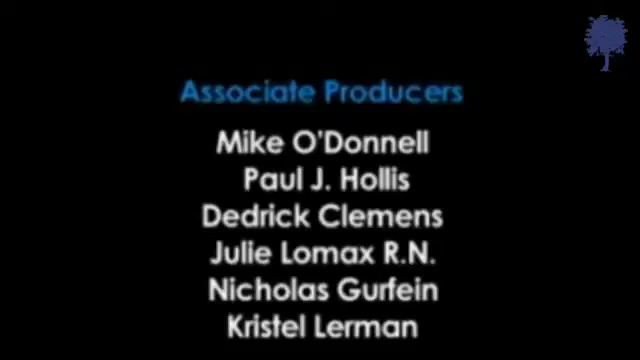 Associate Producers
Mike O'Donnell
Paul J. Hollis
Dedrick Clemens
Julie Lomax R.N.
Nicholas Gurfein
Kristel Lerman